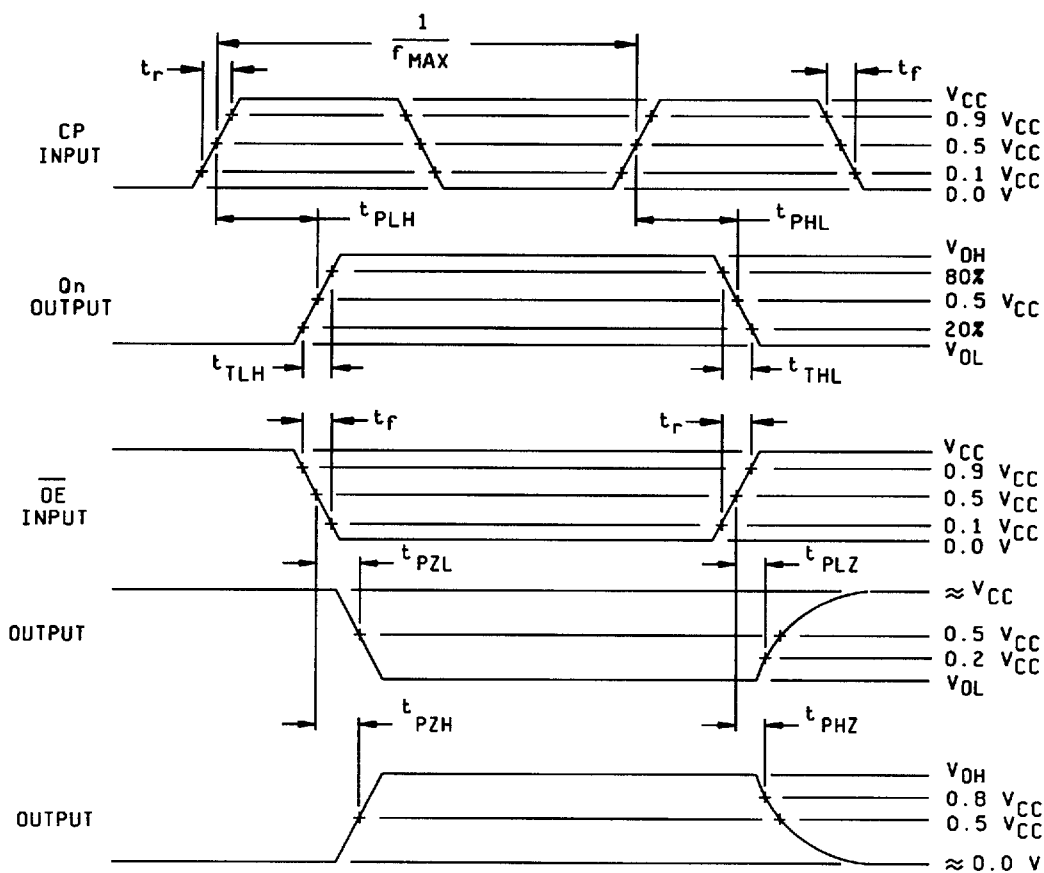 1
f MAX
t r
t f
CP
INPUT
V CC
0.9 V CC
0.5 V CC
0.1 V CC
0.0 V
t PLH
t PHL
Qn
OUTPUT
V OH
80%
0.5 V CC
20%
V OL
t TLH
t THL
t f
t r
OE
INPUT
V CC
0.9 V CC
0.5 V CC
0.1 V CC
0.0 V
t PZL
t PLZ
OUTPUT
≈ V CC
0.5 V CC
0.2 V CC
V OL
t PZH
t PHZ
OUTPUT
V OH
0.8 V CC
0.5 V CC
≈ 0.0 V